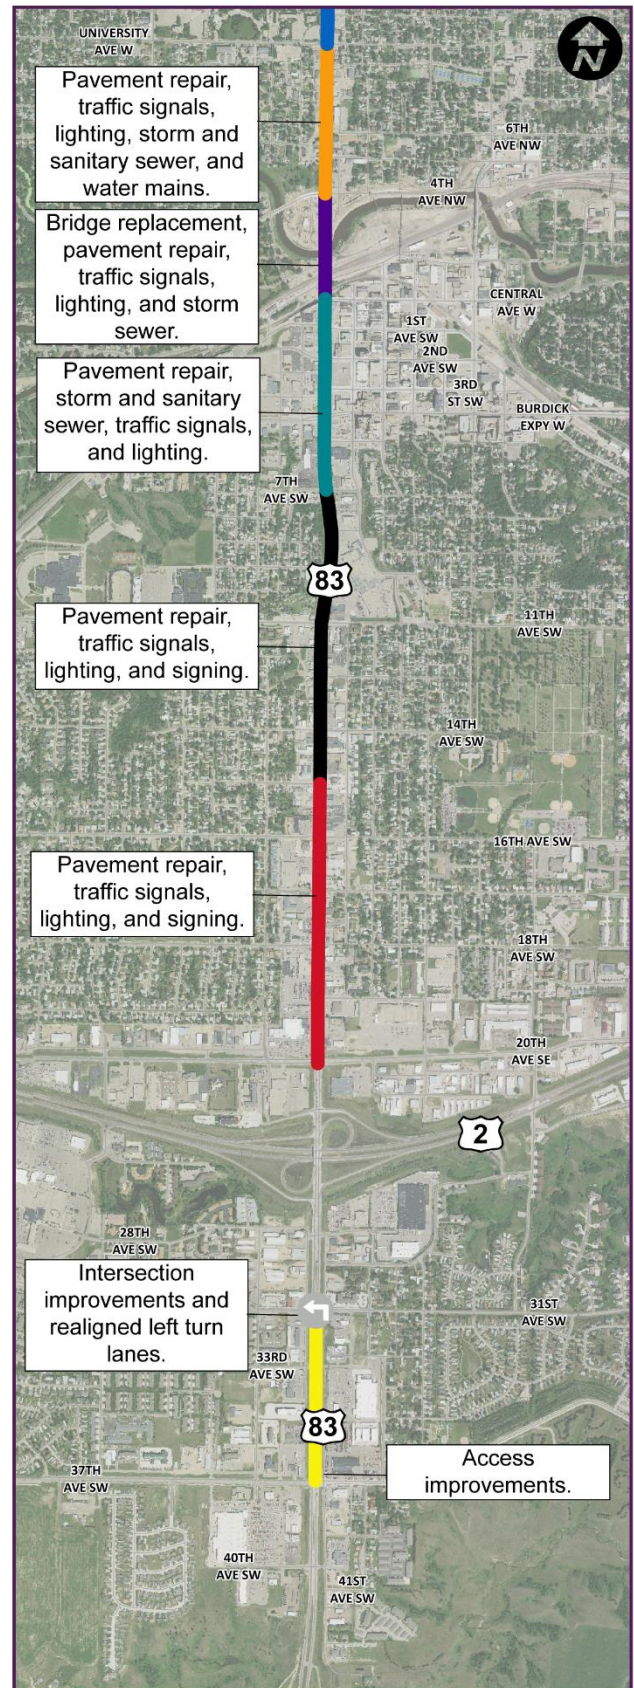 UNIVERSITY
AVE W
N
Pavement repair,
traffic signals,
lighting, storm and
sanitary sewer, and
water mains.
6TH
AVE NW
4TH
AVE NW
Bridge replacement,
pavement repair,
traffic signals,
lighting, and storm
sewer.
CENTRAL
AVE W
1ST
AVE SW
2ND
AVE SW
3RD
ST SW
Pavement repair,
storm and sanitary
sewer, traffic signals,
and lighting.
BURDICK
EXPY W
7TH
AVE SW
83
Pavement repair,
traffic signals,
lighting, and signing.
11TH
AVE SW
14TH
AVE SW
16TH AVE SW
Pavement repair,
traffic signals,
lighting, and signing.
18TH
AVE SW
20TH
AVE SE
2
28TH
AVE SW
Intersection
improvements and
realigned left turn
lanes.
31ST
AVE SW
33RD
AVE SW
83
Access
improvements.
37TH
AVE SW
40TH
AVE SW
41ST
AVE SW